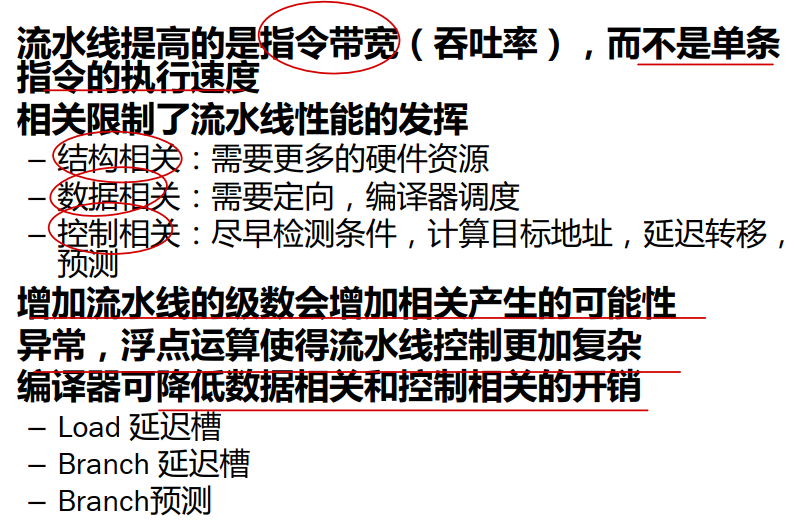 流水线提高的是指令带宽（吞吐率），而不是单条
指令的执行速度
相关限制了流水线性能的发挥
– 结构相关：需要更多的硬件资源
– 数据相关：需要定向，编译器调度
– 控制相关：尽早检测条件，计算目标地址，延迟转移，
预测
增加流水线的级数会增加相关产生的可能性
异常，浮点运算使得流水线控制更加复杂
编译器可降低数据相关和控制相关的开销
– Load 延迟槽
– Branch 延迟槽
– Branch预测